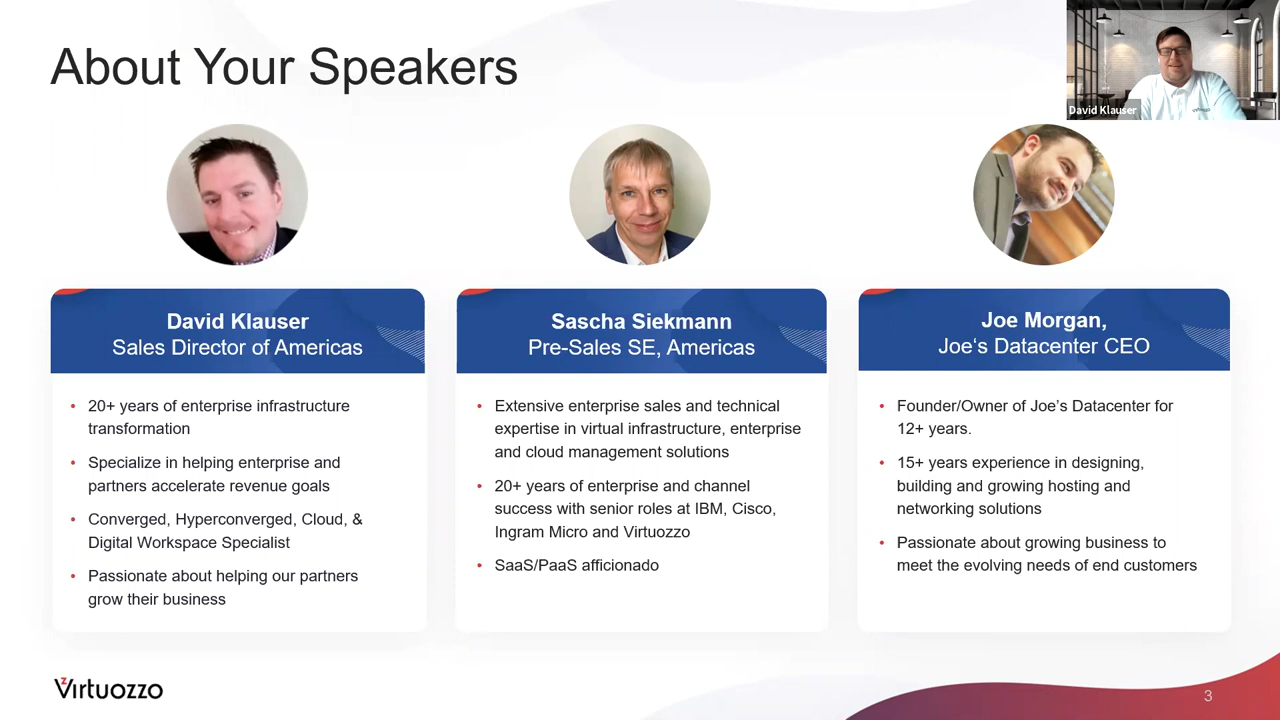 About Your Speakers
David Klauser
David Klauser
Sales Director of Americas
• 20+ years of enterprise infrastructure
transformation
• Specialize in helping enterprise and
partners accelerate revenue goals
• Converged, Hyperconverged, Cloud, &
Digital Workspace Specialist
• Passionate about helping our partners
grow their business
Sascha Siekmann
Pre-Sales SE, Americas
• Extensive enterprise sales and technical
expertise in virtual infrastructure, enterprise
and cloud management solutions
• 20+ years of enterprise and channel
success with senior roles at IBM, Cisco,
Ingram Micro and Virtuozzo
• SaaS/PaaS afficionado
Joe Morgan,
Joe‘s Datacenter CEO
• Founder/Owner of Joe’s Datacenter for
12+ years.
• 15+ years experience in designing,
building and growing hosting and
networking solutions
• Passionate about growing business to
meet the evolving needs of end customers
Virtuozzo
3